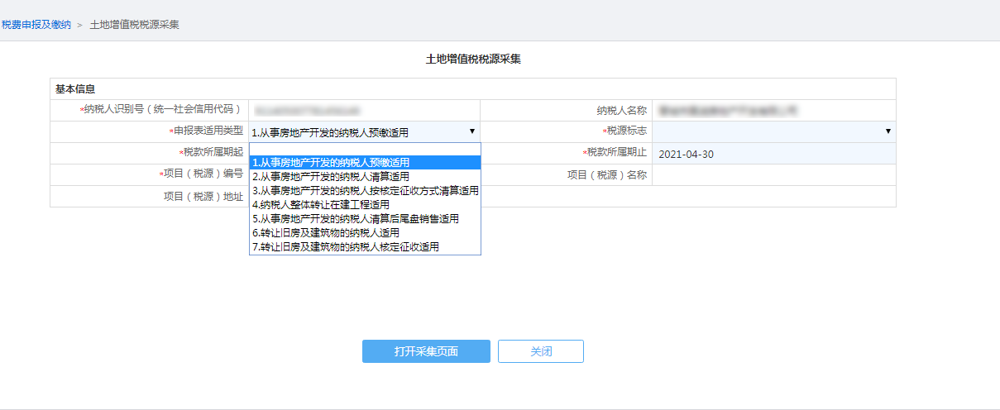 税费申报及缴纳 > 土地增值税税源采集
土地增值税税源采集
基本信息
*纳税人识别号（统一社会信用代码） 纳税人名称
*申报表适用类型 1.从事房地产开发的纳税人预缴适用 ▼ *税源标志 ▼
*税款所属期起 *税款所属期止 2021-04-30
1.从事房地产开发的纳税人预缴适用
*项目（税源）编号 项目（税源）名称
2.从事房地产开发的纳税人清算适用
3.从事房地产开发的纳税人按核定征收方式清算适用
项目（税源）地址
4.纳税人整体转让在建工程适用
5.从事房地产开发的纳税人清算后尾盘销售适用
6.转让旧房及建筑物的纳税人适用
7.转让旧房及建筑物的纳税人核定征收适用
打开采集页面 关闭